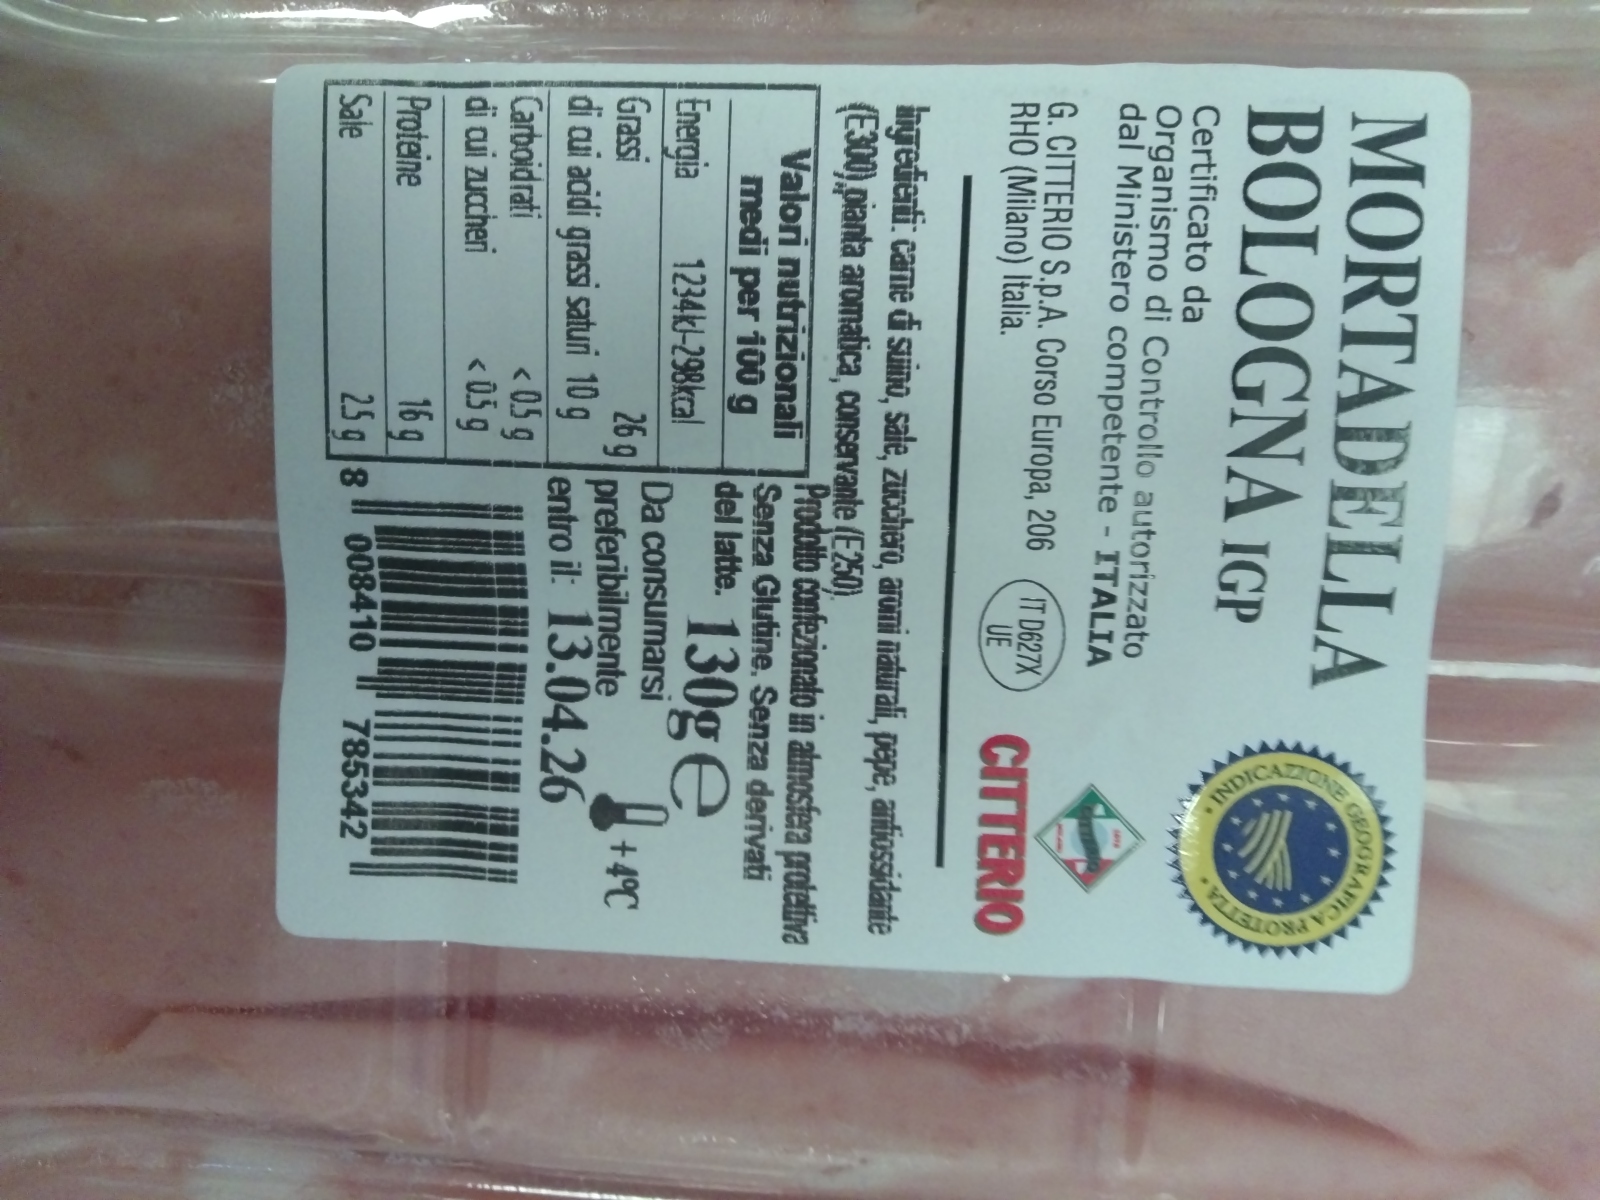 MORTADELLA
BOLOGNA IGP
Certificato da
Organismo di Controllo autorizzato
dal Ministero competente - ITALIA
INDICAZIONE GEOGRAFICA PROTETTA
G. CITTERIO S.p.A. Corso Europa, 206
RHO (Milano) Italia.
IT D627X
UE
CITTERIO
Ingredienti: carne di suino, sale, zucchero, aromi naturali, pepe, antiossidante
(E300), pianta aromatica, conservante (E250).
Prodotto confezionato in atmosfera protettiva
Senza Glutine. Senza derivati
del latte.
130g e
Da consumarsi
preferibilmente
entro il: 13.04.26
+4°C
Valori nutrizionali
medi per 100 g
Energia 1234kJ-298kcal
Grassi 26 g
di cui acidi grassi saturi 10 g
Carboidrati < 0.5 g
di cui zuccheri < 0.5 g
Proteine 16 g
Sale 2.5 g
8 008410 785342